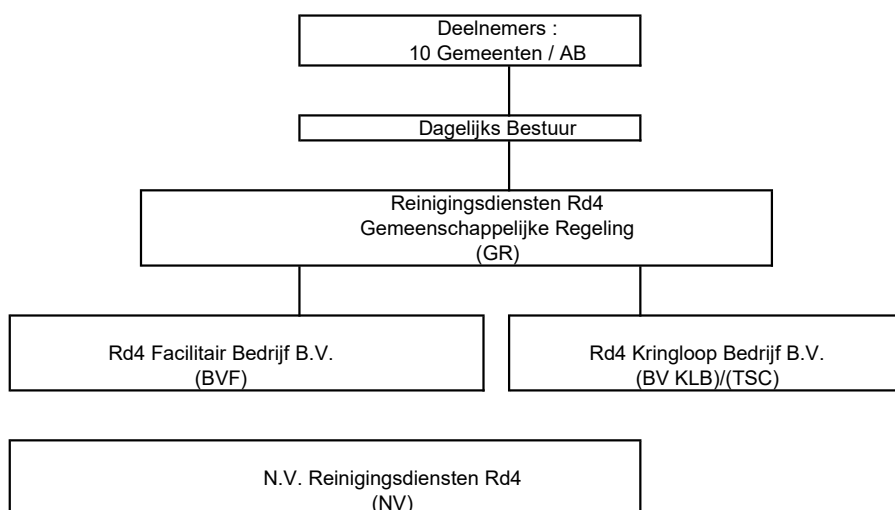 Deelnemers :
10 Gemeenten / AB
Dagelijks Bestuur
Reinigingsdiensten Rd4
Gemeenschappelijke Regeling
(GR)
Rd4 Facilitair Bedrijf B.V.
(BVF)
Rd4 Kringloop Bedrijf B.V.
(BV KLB)/(TSC)
N.V. Reinigingsdiensten Rd4
(NV)